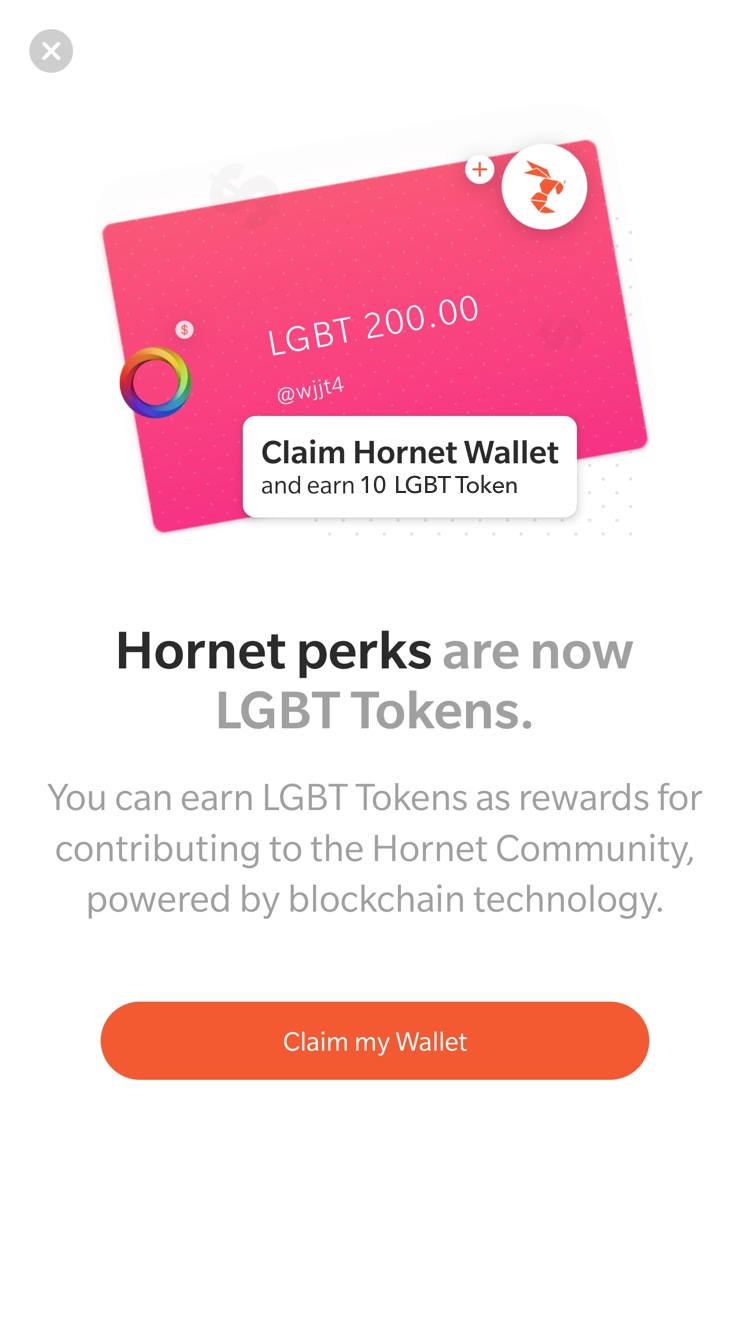 LGBT 200.00
@wjjt4
Claim Hornet Wallet
and earn 10 LGBT Token
Hornet perks are now
LGBT Tokens.
You can earn LGBT Tokens as rewards for
contributing to the Hornet Community,
powered by blockchain technology.
Claim my Wallet